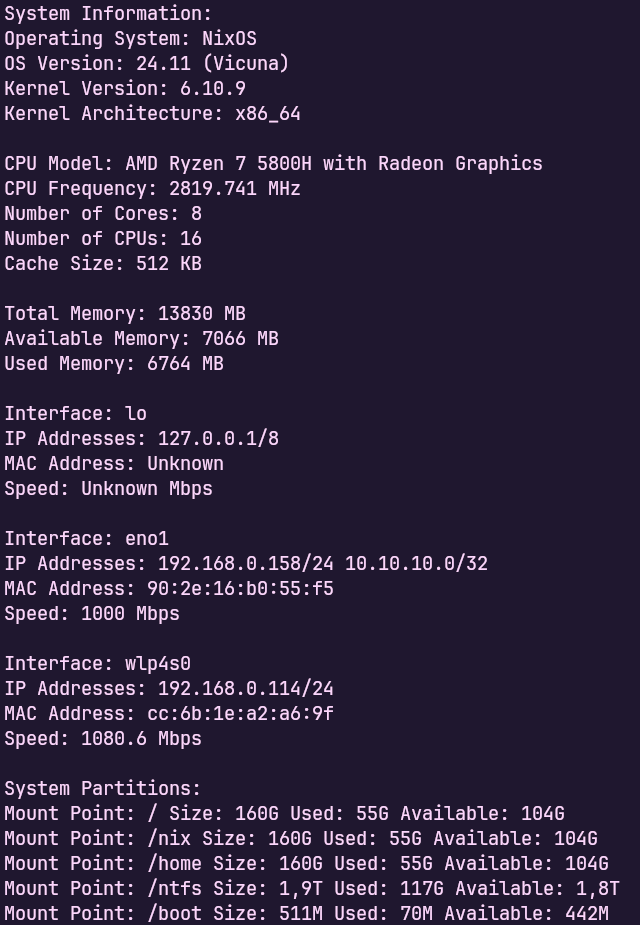 System Information:
Operating System: NixOS
OS Version: 24.11 (Vicuna)
Kernel Version: 6.10.9
Kernel Architecture: x86_64
CPU Model: AMD Ryzen 7 5800H with Radeon Graphics
CPU Frequency: 2819.741 MHz
Number of Cores: 8
Number of CPUs: 16
Cache Size: 512 KB
Total Memory: 13830 MB
Available Memory: 7066 MB
Used Memory: 6764 MB
Interface: lo
IP Addresses: 127.0.0.1/8
MAC Address: Unknown
Speed: Unknown Mbps
Interface: eno1
IP Addresses: 192.168.0.158/24 10.10.10.0/32
MAC Address: 90:2e:16:b0:55:f5
Speed: 1000 Mbps
Interface: wlp4s0
IP Addresses: 192.168.0.114/24
MAC Address: cc:6b:1e:a2:a6:9f
Speed: 1080.6 Mbps
System Partitions:
Mount Point: / Size: 160G Used: 55G Available: 104G
Mount Point: /nix Size: 160G Used: 55G Available: 104G
Mount Point: /home Size: 160G Used: 55G Available: 104G
Mount Point: /ntfs Size: 1,9T Used: 117G Available: 1,8T
Mount Point: /boot Size: 511M Used: 70M Available: 442M